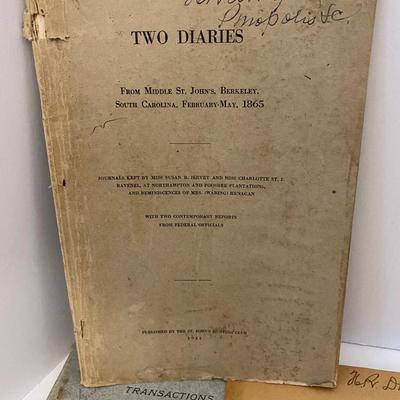 Pinopolis SC.
TWO DIARIES
FROM MIDDLE ST. JOHN'S, BERKELEY,
SOUTH CAROLINA, FEBRUARY-MAY, 1865
JOURNALS KEPT BY MISS SUSAN R. JERVEY AND MISS CHARLOTTE ST. J.
RAVENEL, AT NORTHAMPTON AND POOSHEE PLANTATIONS,
AND REMINISCENCES OF MRS. (WARING) HENAGAN
WITH TWO CONTEMPORARY REPORTS
FROM FEDERAL OFFICIALS
PUBLISHED BY THE ST. JOHN'S HUNTING CLUB
TRANSACTIONS